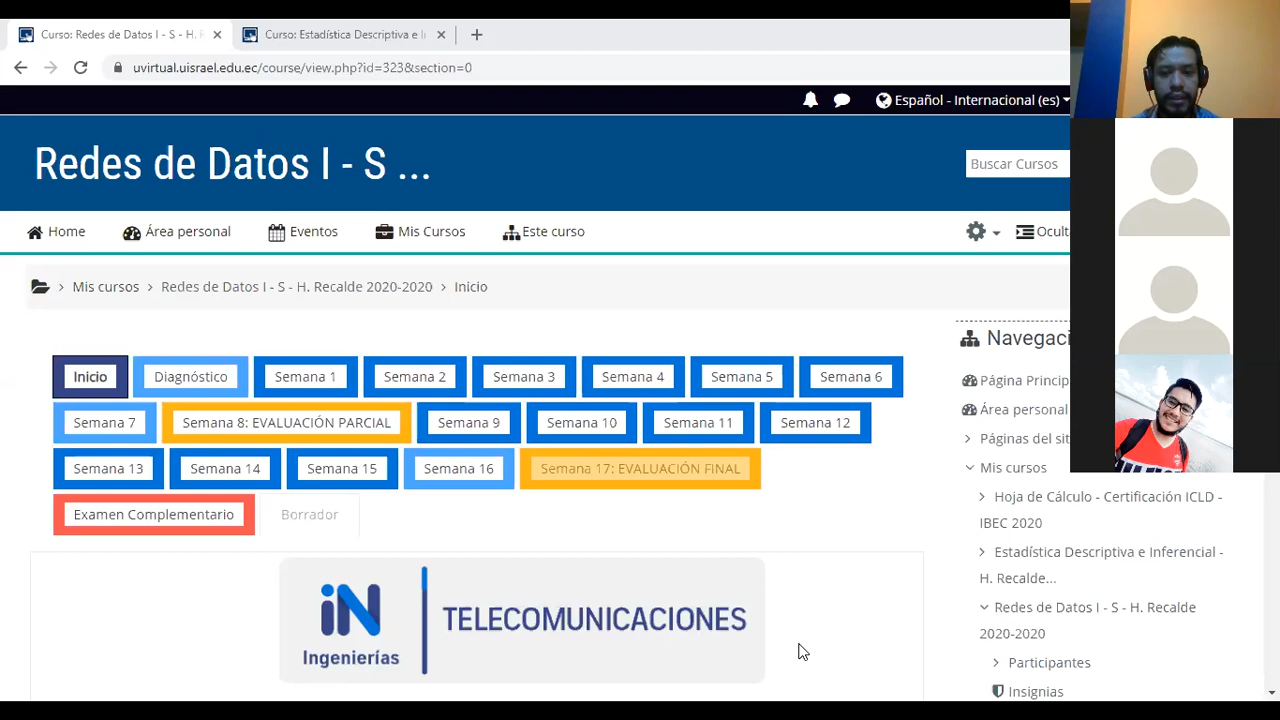 Curso: Redes de Datos I - S - H. R
Curso: Estadística Descriptiva e I
uvirtual.uisrael.edu.ec/course/view.php?id=323&section=0
Español - Internacional (es)
Redes de Datos I - S ...
Buscar Cursos
Home
Área personal
Eventos
Mis Cursos
Este curso
Ocult
Mis cursos
Redes de Datos I - S - H. Recalde 2020-2020
Inicio
Inicio
Diagnóstico
Semana 1
Semana 2
Semana 3
Semana 4
Semana 5
Semana 6
Semana 7
Semana 8: EVALUACIÓN PARCIAL
Semana 9
Semana 10
Semana 11
Semana 12
Semana 13
Semana 14
Semana 15
Semana 16
Semana 17: EVALUACIÓN FINAL
Examen Complementario
Borrador
iN
Ingenierías
TELECOMUNICACIONES
Navegaci
Página Princip
Área personal
Páginas del sit
Mis cursos
Hoja de Cálculo - Certificación ICLD -
IBEC 2020
Estadística Descriptiva e Inferencial -
H. Recalde...
Redes de Datos I - S - H. Recalde
2020-2020
Participantes
Insignias